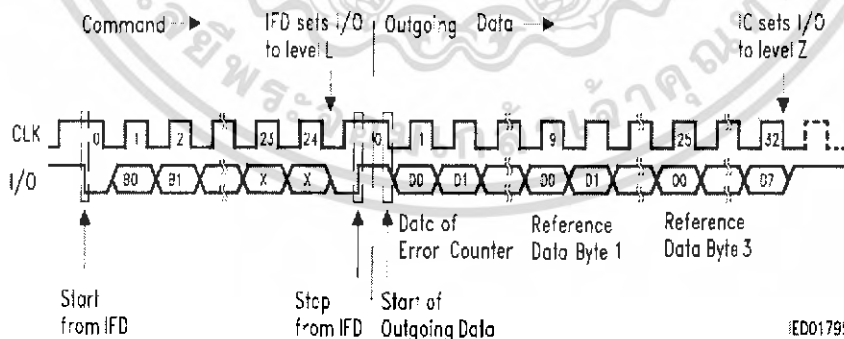 Command
IFD sets I/O
to level L
Outgoing Data
IC sets I/O
to level Z
CLK 0 1 2 23 24 0 1 9 25 32
I/O B0 B1 X X D0 D1 D0 D1 D0 D7
Date of
Error Counter
Reference
Data Byte 1
Reference
Data Byte 3
Start
from IFD
Stop
from IFD
Start of
Outgoing Data
IED01795